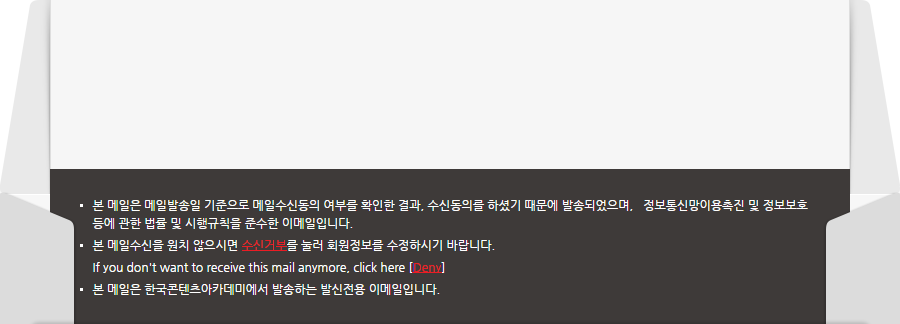 본 메일은 메일발송일 기준으로 메일수신동의 여부를 확인한 결과, 수신동의를 하셨기 때문에 발송되었으며, 정보통신망이용촉진 및 정보보호
등에 관한 법률 및 시행규칙을 준수한 이메일입니다.
본 메일수신을 원치 않으시면 수신거부를 눌러 회원정보를 수정하시기 바랍니다.
If you don't want to receive this mail anymore, click here [Deny]
본 메일은 한국콘텐츠아카데미에서 발송하는 발신전용 이메일입니다.